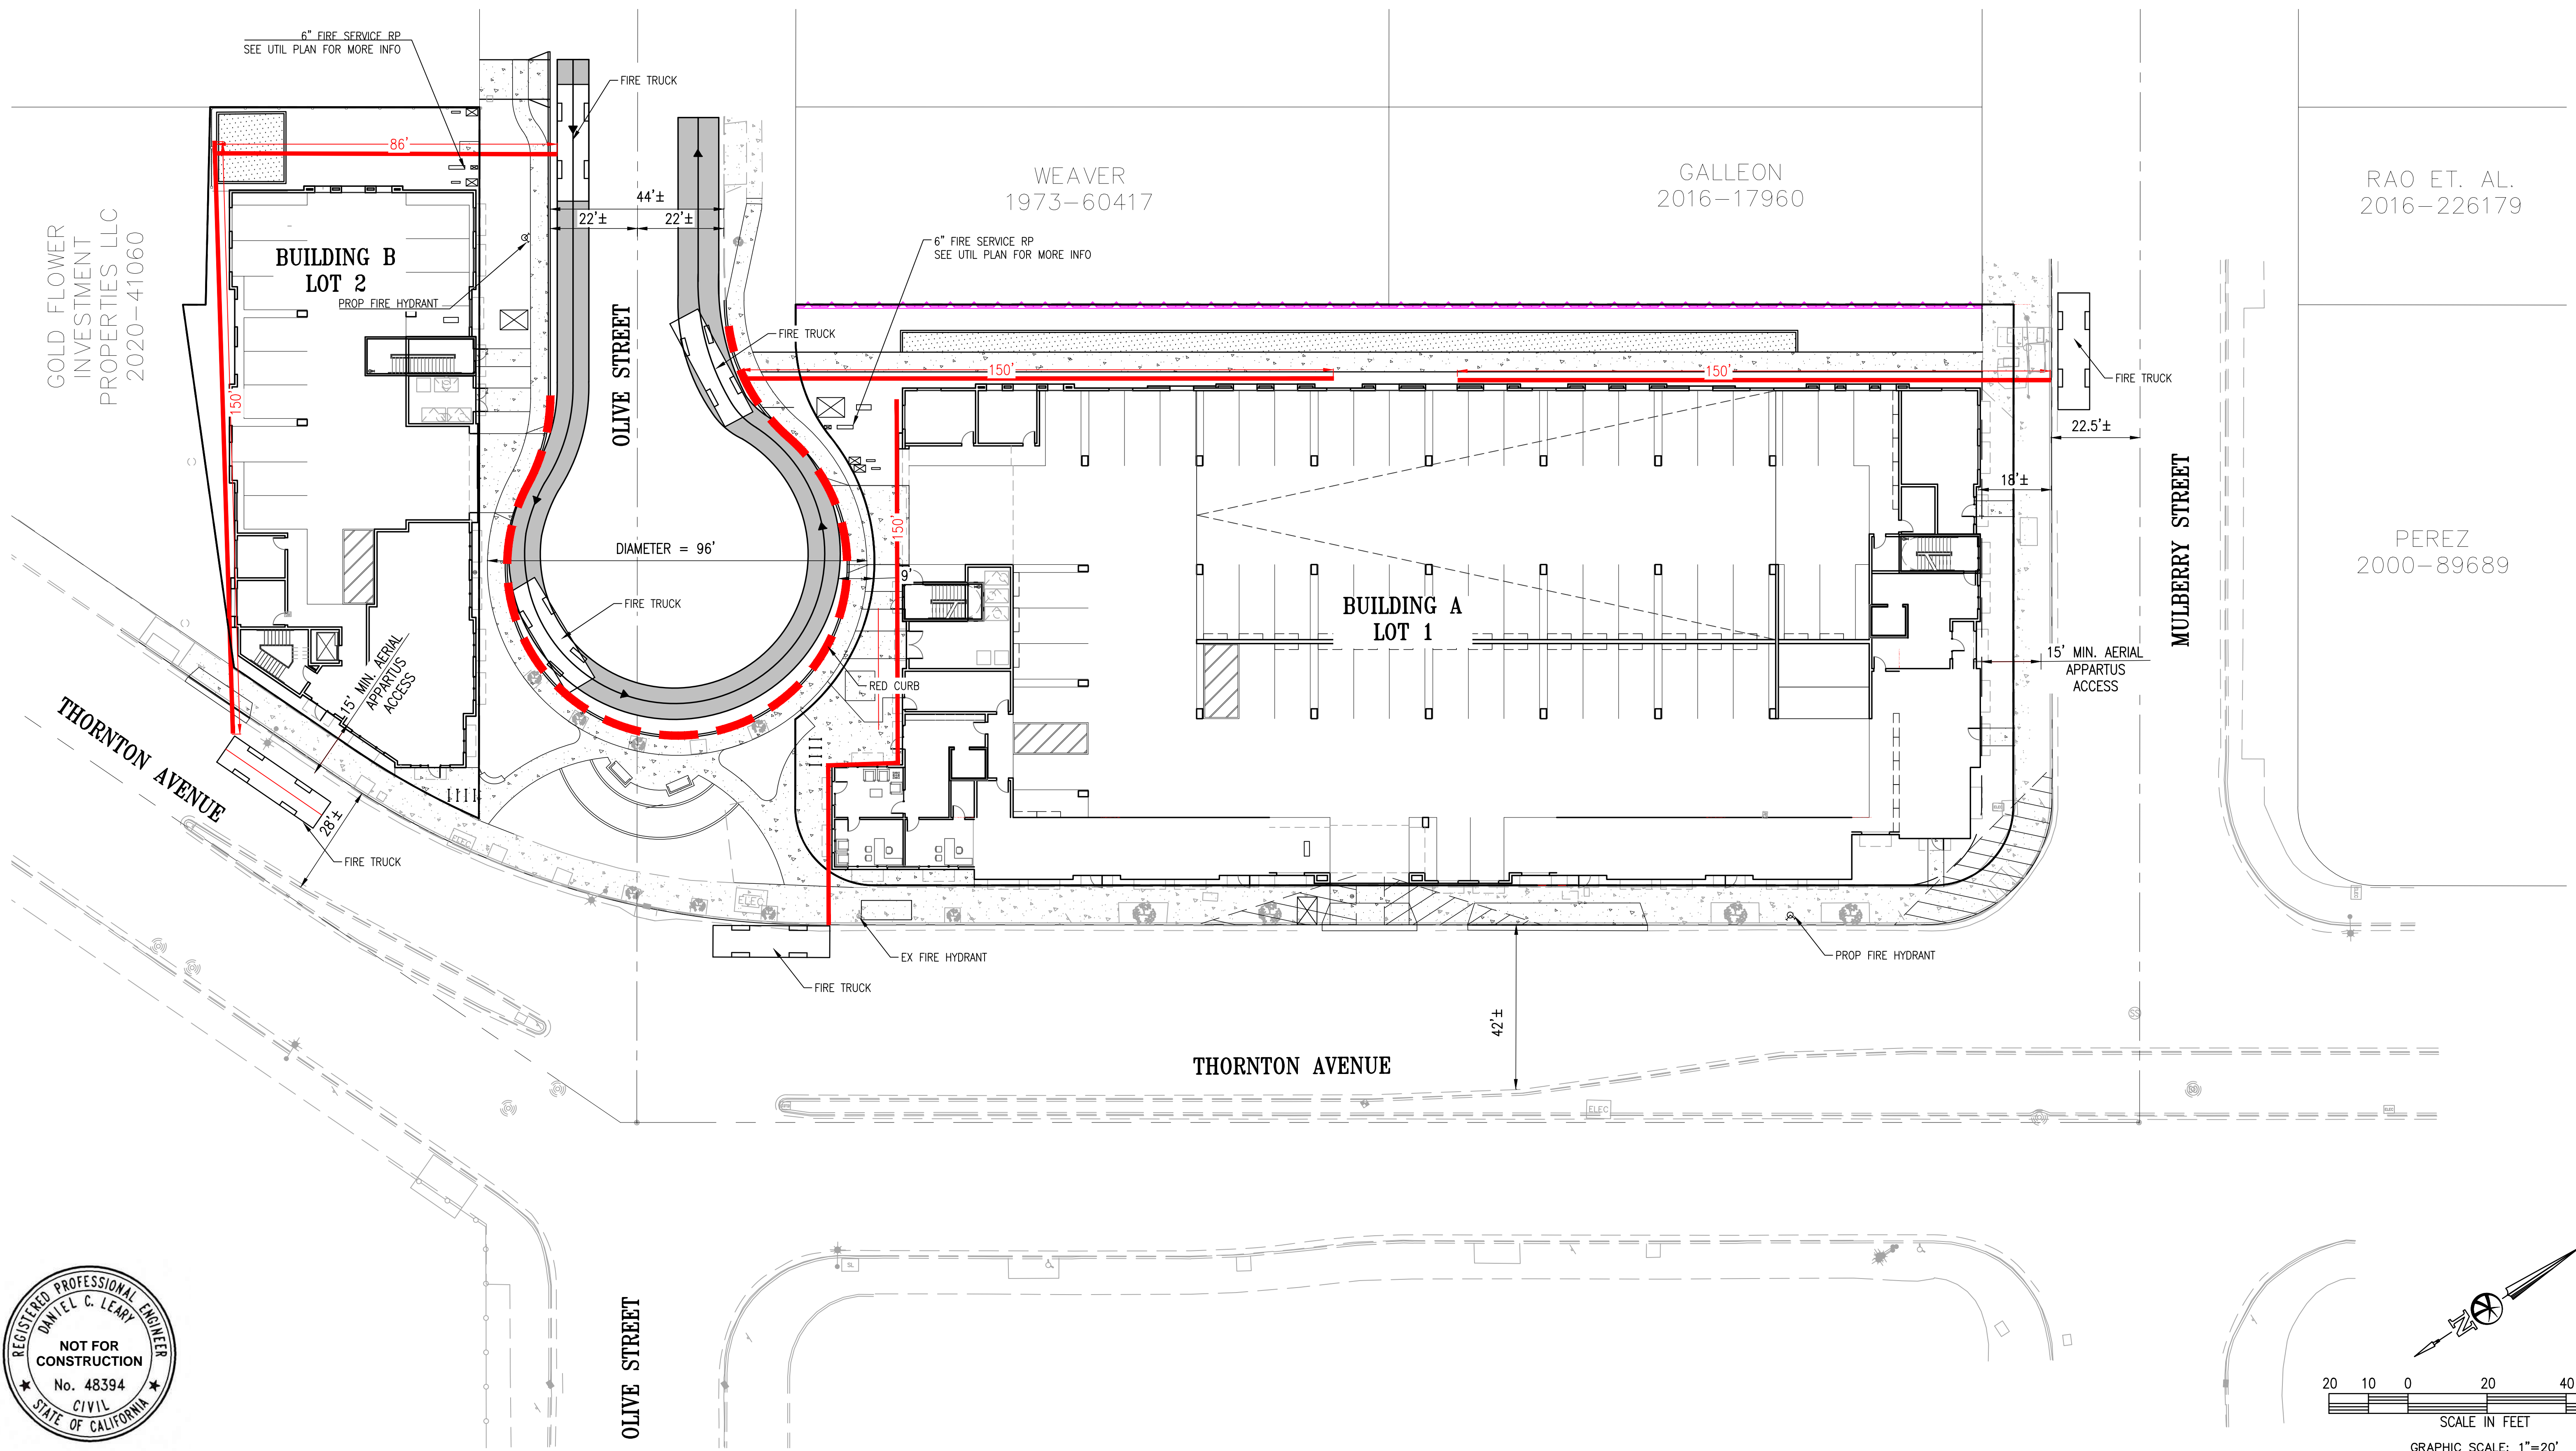 6" FIRE SERVICE RP
SEE UTIL PLAN FOR MORE INFO
FIRE TRUCK
86'
44'±
22'±
22'±
WEAVER
1973-60417
GALLEON
2016-17960
RAO ET. AL.
2016-226179
GOLD FLOWER
INVESTMENT
PROPERTIES LLC
2020-41060
BUILDING B
LOT 2
PROP FIRE HYDRANT
6" FIRE SERVICE RP
SEE UTIL PLAN FOR MORE INFO
OLIVE STREET
FIRE TRUCK
150'
150'
FIRE TRUCK
150'
22.5'±
18'±
150'
MULBERRY STREET
DIAMETER = 96'
9'
PEREZ
2000-89689
FIRE TRUCK
BUILDING A
LOT 1
15' MIN. AERIAL
APPARTUS
ACCESS
15' MIN. AERIAL
APPARTUS
ACCESS
RED CURB
THORNTON AVENUE
28'±
FIRE TRUCK
ELEC
ELEC
EX FIRE HYDRANT
PROP FIRE HYDRANT
FIRE TRUCK
42'±
SS
THORNTON AVENUE
ELEC
SL
OLIVE STREET
REGISTERED PROFESSIONAL ENGINEER
DANIEL C. LEARY
NOT FOR
CONSTRUCTION
No. 48394
CIVIL
STATE OF CALIFORNIA
N
20 10 0 20 40
SCALE IN FEET
GRAPHIC SCALE: 1"=20'